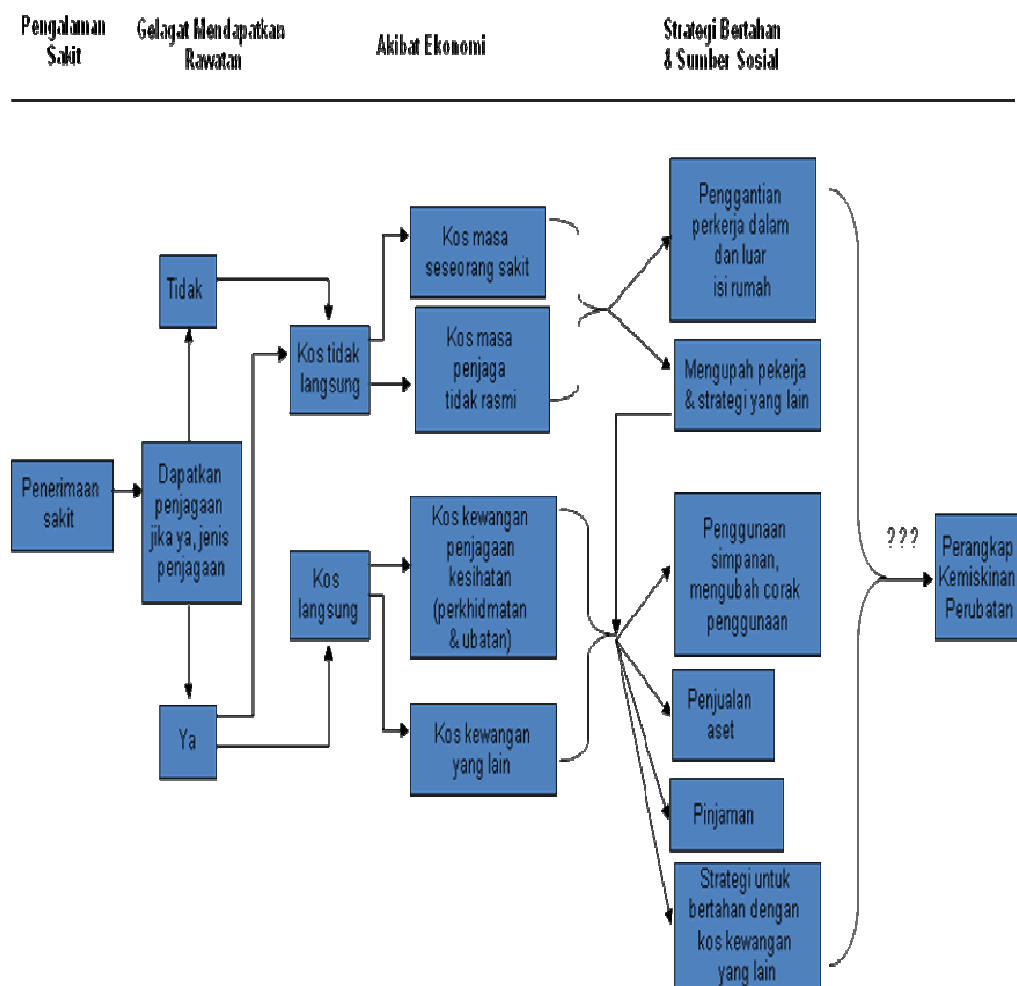 Pengalaman
Sakit
Gelagat Mendapatkan
Rawatan
Akibat Ekonomi
Strategi Bertahan
& Sumber Sosial
Penerimaan
sakit
Tidak
Dapatkan
penjagaan
jika ya, jenis
penjagaan
Ya
Kos tidak
langsung
Kos
langsung
Kos masa
seseorang sakit
Kos masa
penjaga
tidak rasmi
Kos kewangan
penjagaan
kesihatan
(perkhidmatan
& ubatan)
Kos kewangan
yang lain
Penggantian
perkerja dalam
dan luar
isi rumah
Mengupah pekerja
& strategi yang lain
Penggunaan
simpanan,
mengubah corak
penggunaan
Penjualan
aset
Pinjaman
Strategi untuk
bertahan dengan
kos kewangan
yang lain
???
Perangkap
Kemiskinan
Perubatan